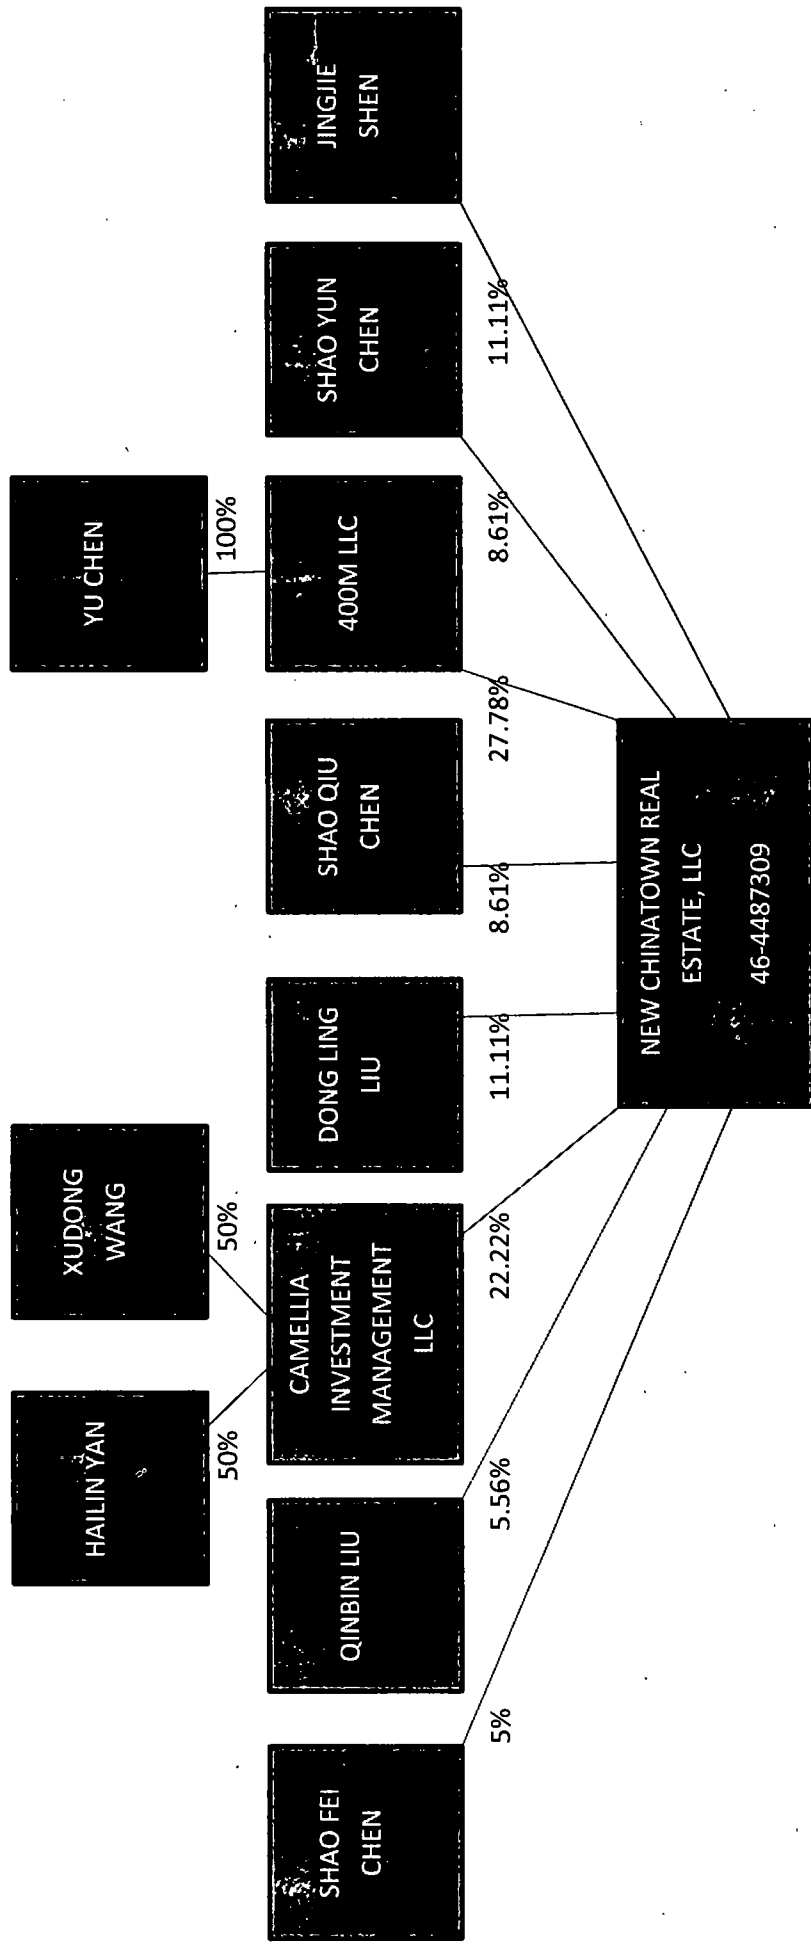 HAILIN YAN
XUDONG
WANG
YU CHEN
50%
50%
100%
SHAO FEI
CHEN
QINBIN LIU
CAMELLIA
INVESTMENT
MANAGEMENT
LLC
DONG LING
LIU
SHAO QIU
CHEN
400M LLC
SHAO YUN
CHEN
JINGJIE
SHEN
5%
5.56%
22.22%
11.11%
8.61%
27.78%
8.61%
11.11%
NEW CHINATOWN REAL
ESTATE, LLC
46-4487309